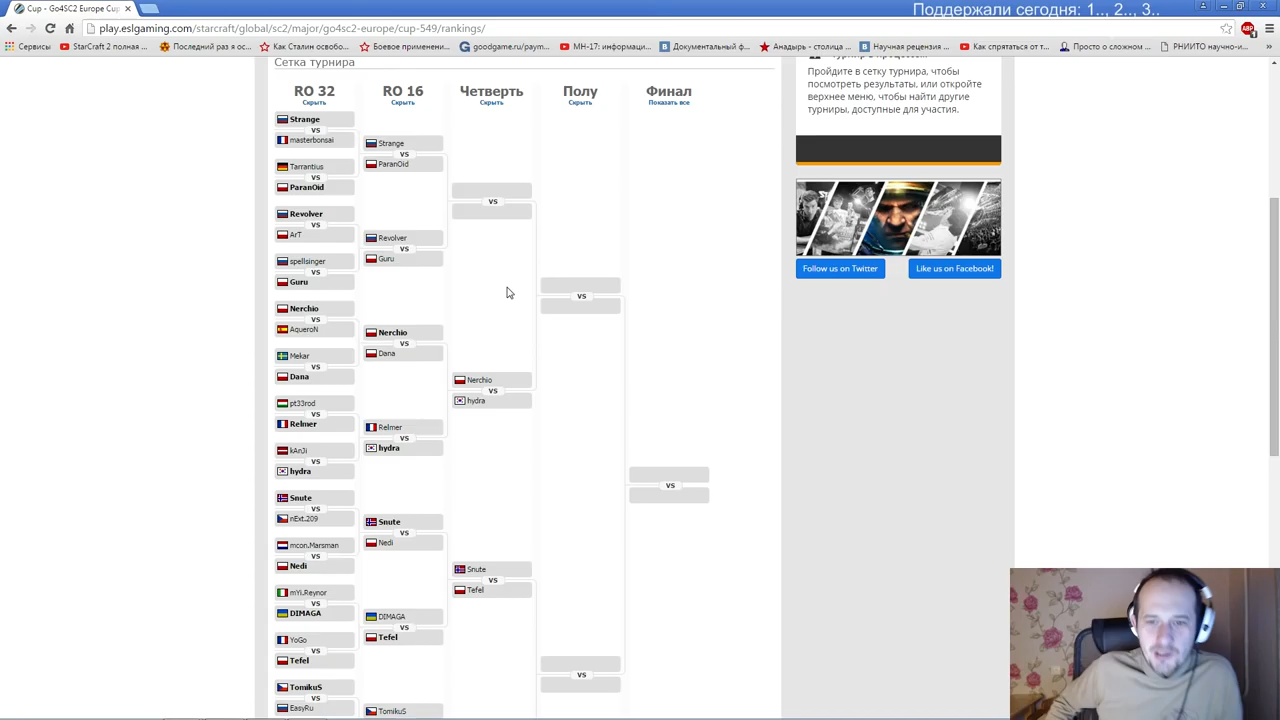 Cup - Go4SC2 Europe Cup
Поддержали сегодня: 1.., 2.., 3..
play.eslgaming.com/starcraft/global/sc2/major/go4sc2-europe/cup-549/rankings/
Сервисы
StarCraft 2 полная ...
Последний раз я ос...
Как Сталин освобо...
Боевое применени...
goodgame.ru/paym...
МН-17: информаци...
Документальный ф...
Анадырь - столица ...
Научная рецензия ...
Как спрятаться от т...
Просто о сложном ...
РНИИТО научно-и...
Сетка турнира
RO 32
Скрыть
RO 16
Скрыть
Четверть
Скрыть
Полу
Скрыть
Финал
Показать все
Strange
vs
masterbonsai
Tarrantius
vs
ParanOid
Revolver
vs
ArT
spellsinger
vs
Guru
Nerchio
vs
AqueroN
Mekar
vs
Dana
pt33rod
vs
Relmer
kAnJi
vs
hydra
Snute
vs
nExt.209
mcon.Marsman
vs
Nedi
mYi.Reynor
vs
DIMAGA
YoGo
vs
Tefel
TomikuS
vs
EasyRu
Strange
vs
ParanOid
Revolver
vs
Guru
Nerchio
vs
Dana
Relmer
vs
hydra
Snute
vs
Nedi
DIMAGA
vs
Tefel
TomikuS
vs
Nerchio
vs
hydra
Snute
vs
Tefel
vs
vs
vs
Пройдите в сетку турнира, чтобы
посмотреть результаты, или откройте
верхнее меню, чтобы найти другие
турниры, доступные для участия.
Follow us on Twitter
Like us on Facebook!